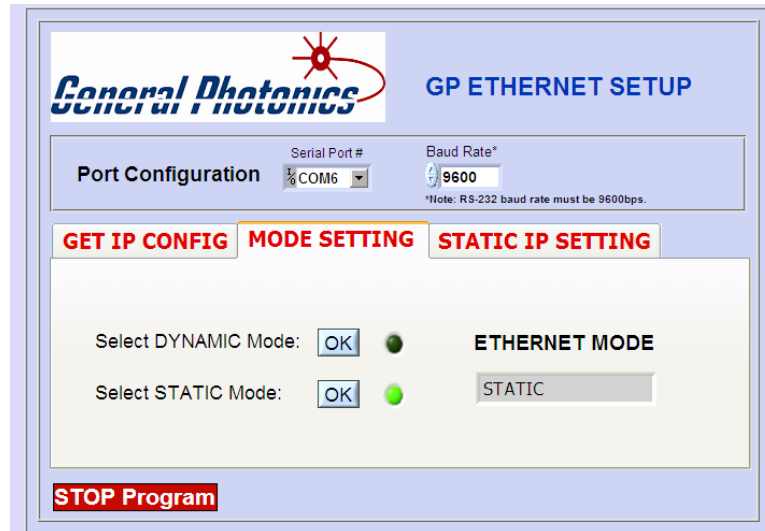 General Photonics
GP ETHERNET SETUP
Port Configuration
Serial Port #
I/O COM6
Baud Rate*
9600
*Note: RS-232 baud rate must be 9600bps.
GET IP CONFIG
MODE SETTING
STATIC IP SETTING
Select DYNAMIC Mode: OK
ETHERNET MODE
Select STATIC Mode: OK
STATIC
STOP Program